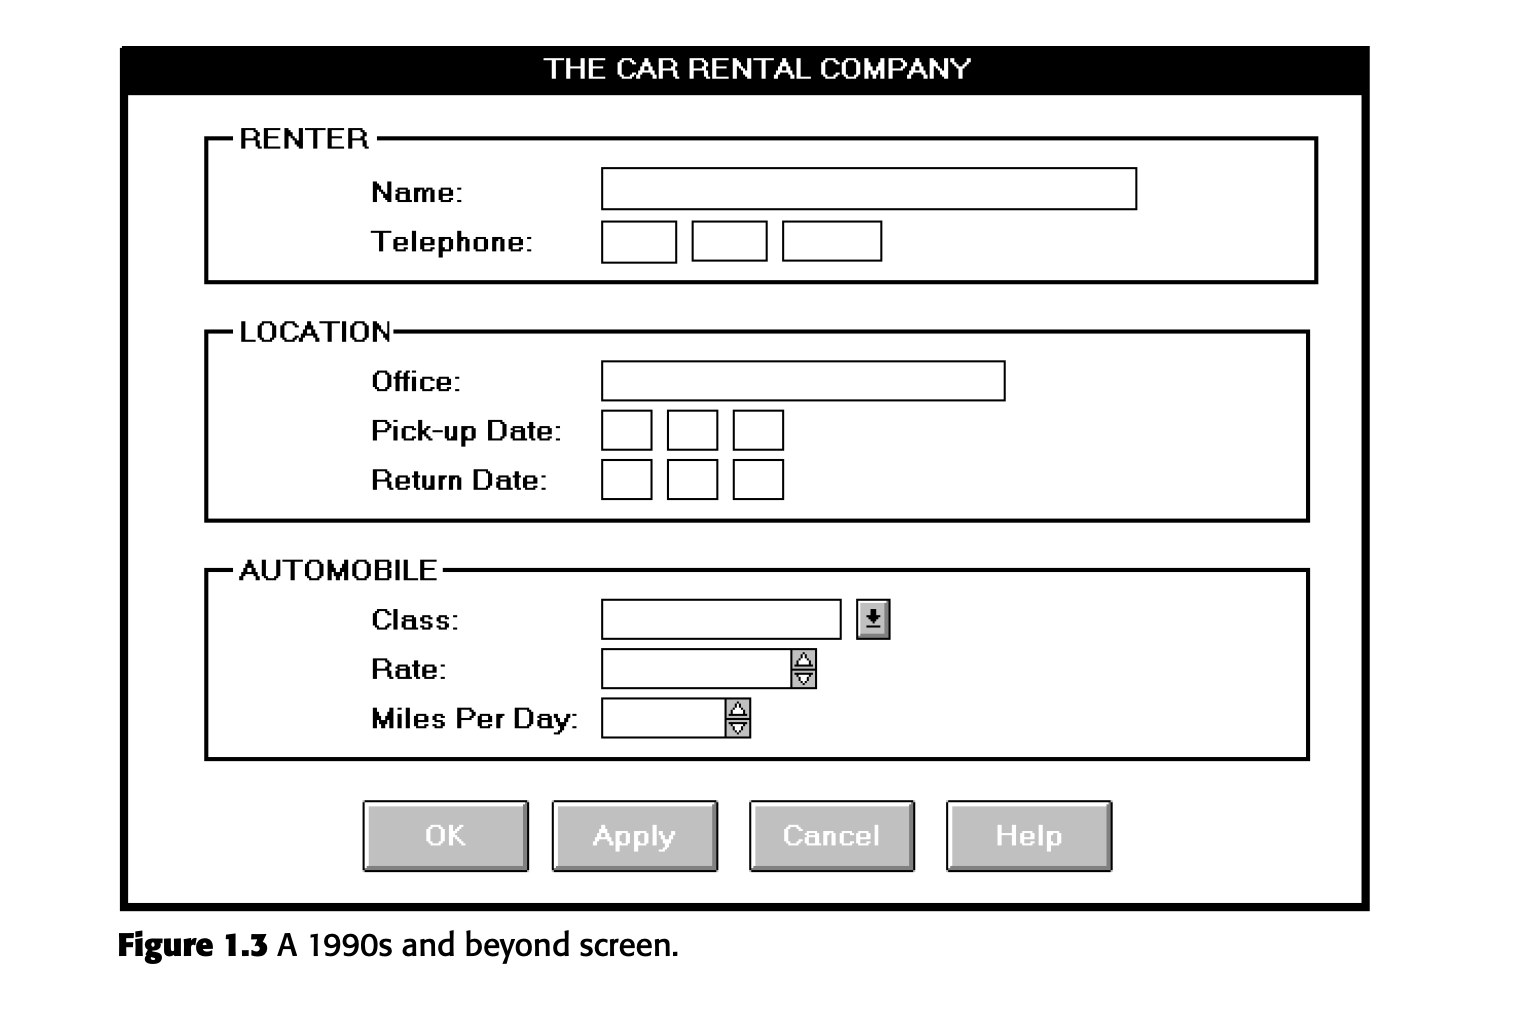 THE CAR RENTAL COMPANY
RENTER
Name:
Telephone:
LOCATION
Office:
Pick-up Date:
Return Date:
AUTOMOBILE
Class:
Rate:
Miles Per Day:
OK Apply Cancel Help
Figure 1.3 A 1990s and beyond screen.